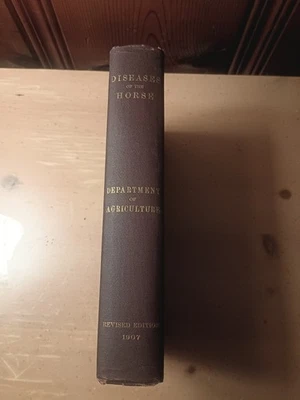 DISEASES
OF THE
HORSE
DEPARTMENT
OF
AGRICULTURE
REVISED EDITION
1907